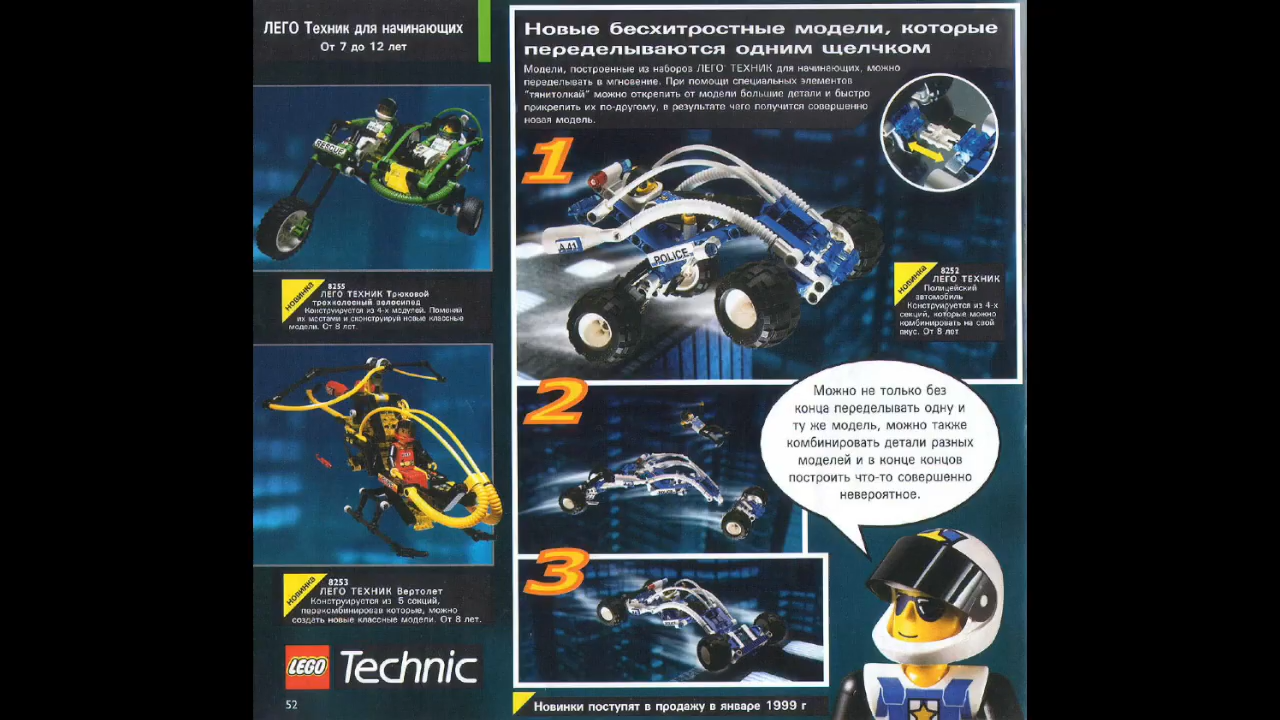 ЛЕГО Техник для начинающих
От 7 до 12 лет
RESCUE
НОВИНКА
8255
ЛЕГО ТЕХНИК Трюковой
трехколесный велосипед
Конструируется из 4-х модулей. Поменяй
их местами и сконструируй новые классные
модели. От 8 лет.
НОВИНКА
8253
ЛЕГО ТЕХНИК Вертолет
Конструируется из 5 секций,
перекомбинировав которые, можно
создать новые классные модели. От 8 лет.
LEGO Technic
52
Новые бесхитростные модели, которые
переделываются одним щелчком
Модели, построенные из наборов ЛЕГО ТЕХНИК для начинающих, можно
переделывать в мгновение. При помощи специальных элементов
"тянитолкай" можно открепить от модели большие детали и быстро
прикрепить их по-другому, в результате чего получится совершенно
новая модель.
1
A-41
POLICE
НОВИНКА
8252
ЛЕГО ТЕХНИК
Полицейский
автомобиль
Конструируется из 4-х
секций, которые можно
комбинировать на свой
вкус. От 8 лет
2
Можно не только без
конца переделывать одну и
ту же модель, можно также
комбинировать детали разных
моделей и в конце концов
построить что-то совершенно
невероятное.
3
Новинки поступят в продажу в январе 1999 г